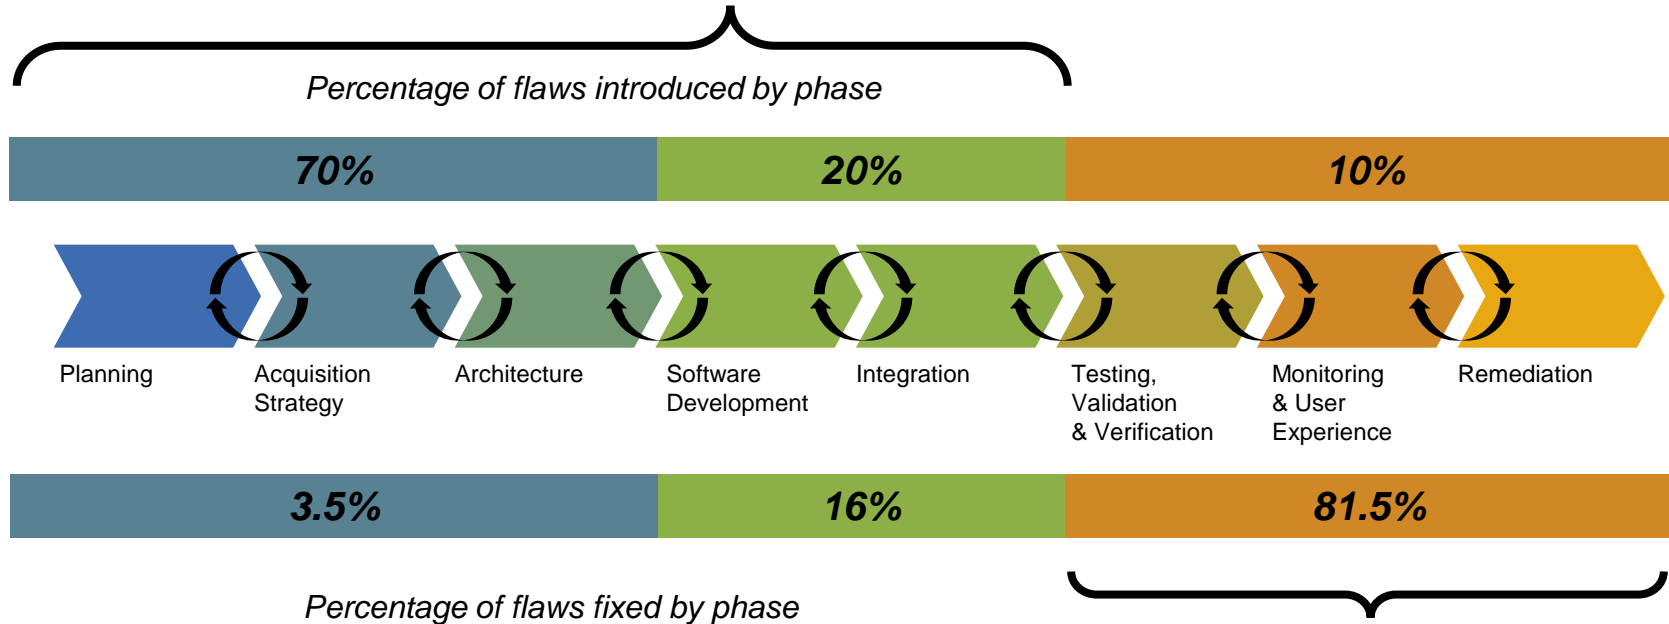 Percentage of flaws introduced by phase
70% 20% 10%
Planning
Acquisition
Strategy
Architecture
Software
Development
Integration
Testing,
Validation
& Verification
Monitoring
& User
Experience
Remediation
3.5% 16% 81.5%
Percentage of flaws fixed by phase